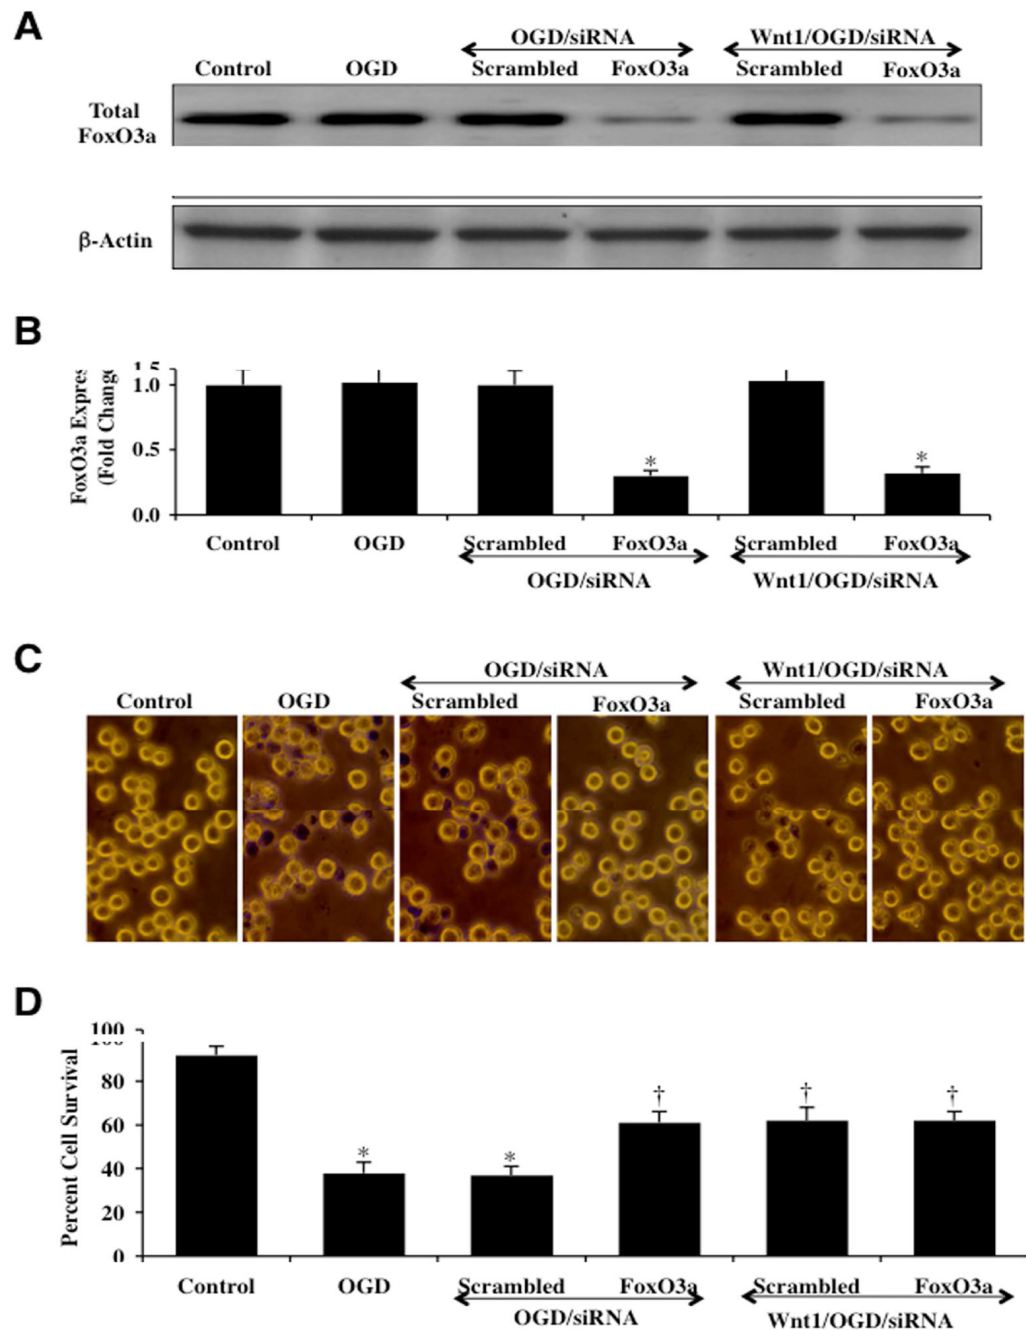 A
OGD/siRNA Wnt1/OGD/siRNA
Control OGD Scrambled FoxO3a Scrambled FoxO3a
Total
FoxO3a
β-Actin
B
FoxO3a
(Fold
1.0
0.5
0.0
* *
Control OGD Scrambled FoxO3a Scrambled FoxO3a
OGD/siRNA Wnt1/OGD/siRNA
C
OGD/siRNA Wnt1/OGD/siRNA
Control OGD Scrambled FoxO3a Scrambled FoxO3a
D
Percent Cell Survival
100
80
60
40
20
0
* * † † †
Control OGD Scrambled FoxO3a Scrambled FoxO3a
OGD/siRNA Wnt1/OGD/siRNA